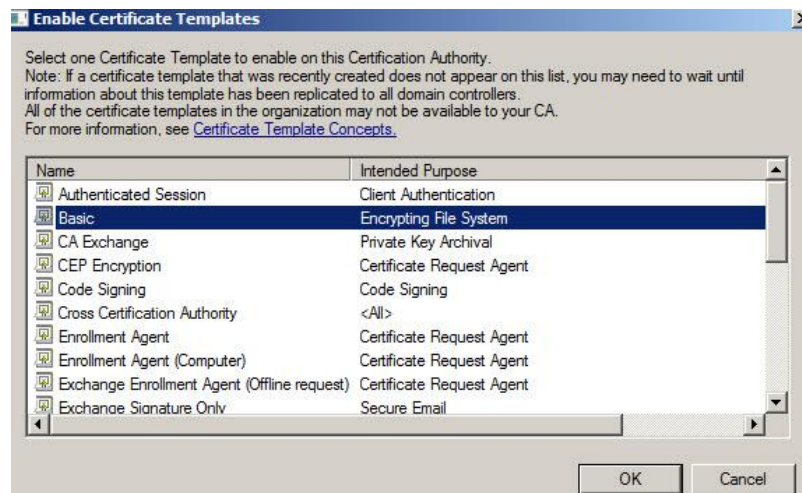 Enable Certificate Templates
Select one Certificate Template to enable on this Certification Authority.
Note: If a certificate template that was recently created does not appear on this list, you may need to wait until
information about this template has been replicated to all domain controllers.
All of the certificate templates in the organization may not be available to your CA.
For more information, see Certificate Template Concepts.
Name Intended Purpose
Authenticated Session Client Authentication
Basic Encrypting File System
CA Exchange Private Key Archival
CEP Encryption Certificate Request Agent
Code Signing Code Signing
Cross Certification Authority <All>
Enrollment Agent Certificate Request Agent
Enrollment Agent (Computer) Certificate Request Agent
Exchange Enrollment Agent (Offline request) Certificate Request Agent
Exchange Signature Only Secure Email
OK Cancel